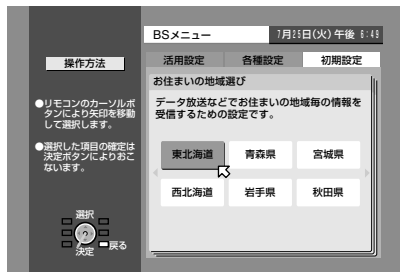 BSメニュー
7月25日(火)午後 6:49
操作方法
活用設定 各種設定 初期設定
お住まいの地域選び
●リモコンのカーソルボ
タンにより矢印を移動
して選択します。
●選択した項目の確定は
決定ボタンによりおこ
ないます。
データ放送などでお住まいの地域毎の情報を
受信するための設定です。
東北海道 青森県 宮城県
西北海道 岩手県 秋田県
選択
戻る
決定